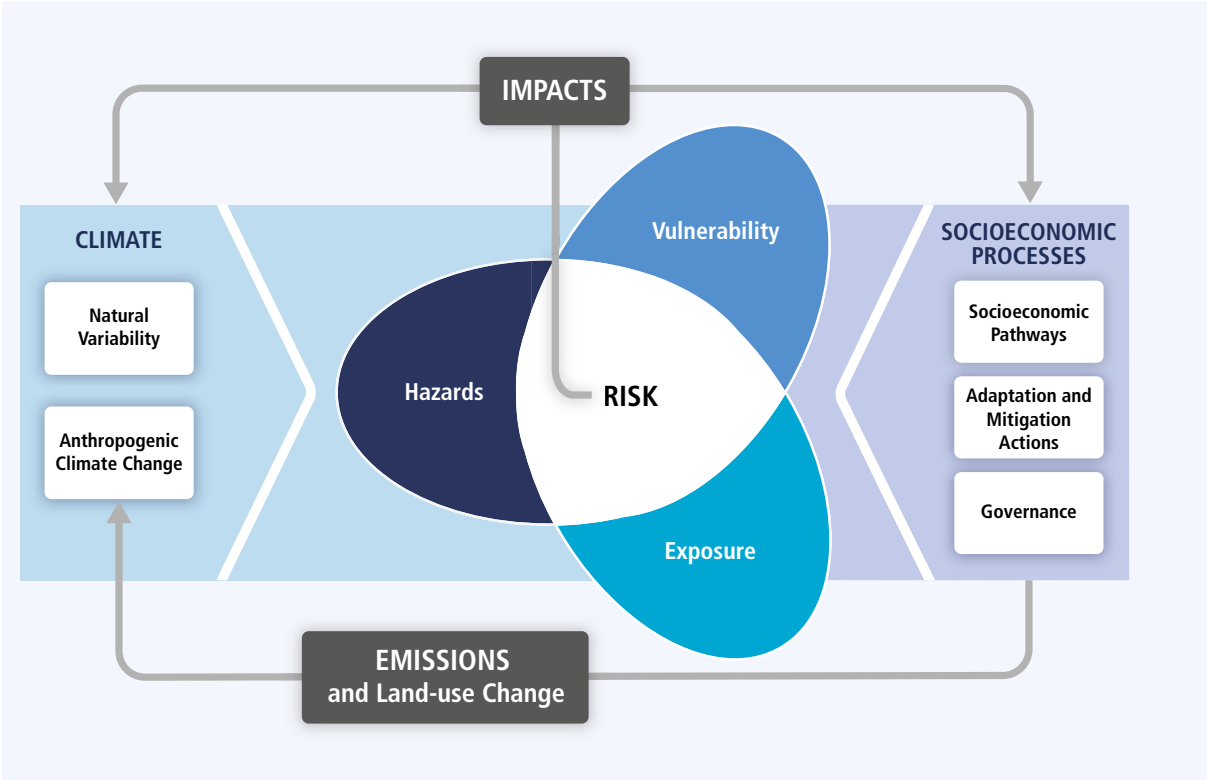 IMPACTS
CLIMATE
Natural
Variability
Anthropogenic
Climate Change
Vulnerability
Hazards
RISK
Exposure
SOCIOECONOMIC
PROCESSES
Socioeconomic
Pathways
Adaptation and
Mitigation
Actions
Governance
EMISSIONS
and Land-use Change